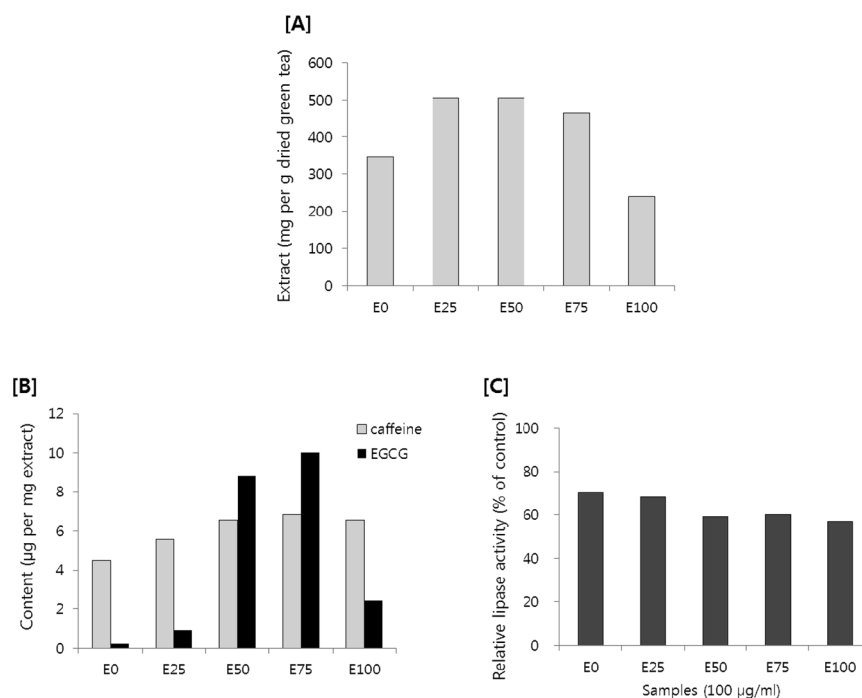 [A]
Extract (mg per g dried green tea)
600
500
400
300
200
100
0
E0 E25 E50 E75 E100
[B]
Content (µg per mg extract)
12
10
8
6
4
2
0
caffeine
EGCG
E0 E25 E50 E75 E100
[C]
Relative lipase activity (% of control)
100
80
60
40
20
0
E0 E25 E50 E75 E100
Samples (100 µg/ml)